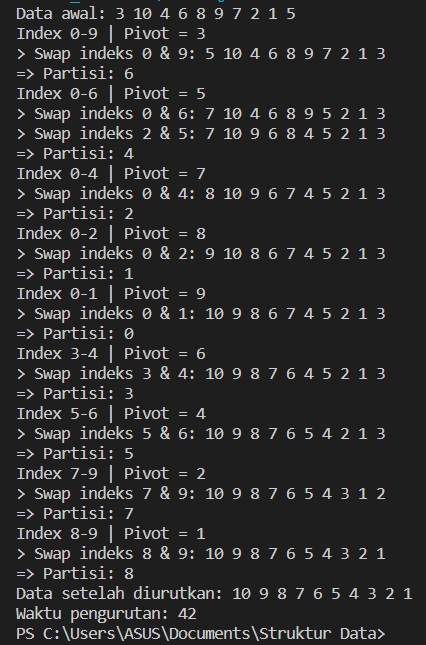 Data awal: 3 10 4 6 8 9 7 2 1 5
Index 0-9 | Pivot = 3
> Swap indeks 0 & 9: 5 10 4 6 8 9 7 2 1 3
=> Partisi: 6
Index 0-6 | Pivot = 5
> Swap indeks 0 & 6: 7 10 4 6 8 9 5 2 1 3
> Swap indeks 2 & 5: 7 10 9 6 8 4 5 2 1 3
=> Partisi: 4
Index 0-4 | Pivot = 7
> Swap indeks 0 & 4: 8 10 9 6 7 4 5 2 1 3
=> Partisi: 2
Index 0-2 | Pivot = 8
> Swap indeks 0 & 2: 9 10 8 6 7 4 5 2 1 3
=> Partisi: 1
Index 0-1 | Pivot = 9
> Swap indeks 0 & 1: 10 9 8 6 7 4 5 2 1 3
=> Partisi: 0
Index 3-4 | Pivot = 6
> Swap indeks 3 & 4: 10 9 8 7 6 4 5 2 1 3
=> Partisi: 3
Index 5-6 | Pivot = 4
> Swap indeks 5 & 6: 10 9 8 7 6 5 4 2 1 3
=> Partisi: 5
Index 7-9 | Pivot = 2
> Swap indeks 7 & 9: 10 9 8 7 6 5 4 3 1 2
=> Partisi: 7
Index 8-9 | Pivot = 1
> Swap indeks 8 & 9: 10 9 8 7 6 5 4 3 2 1
=> Partisi: 8
Data setelah diurutkan: 10 9 8 7 6 5 4 3 2 1
Waktu pengurutan: 42
PS C:\Users\ASUS\Documents\Struktur Data>